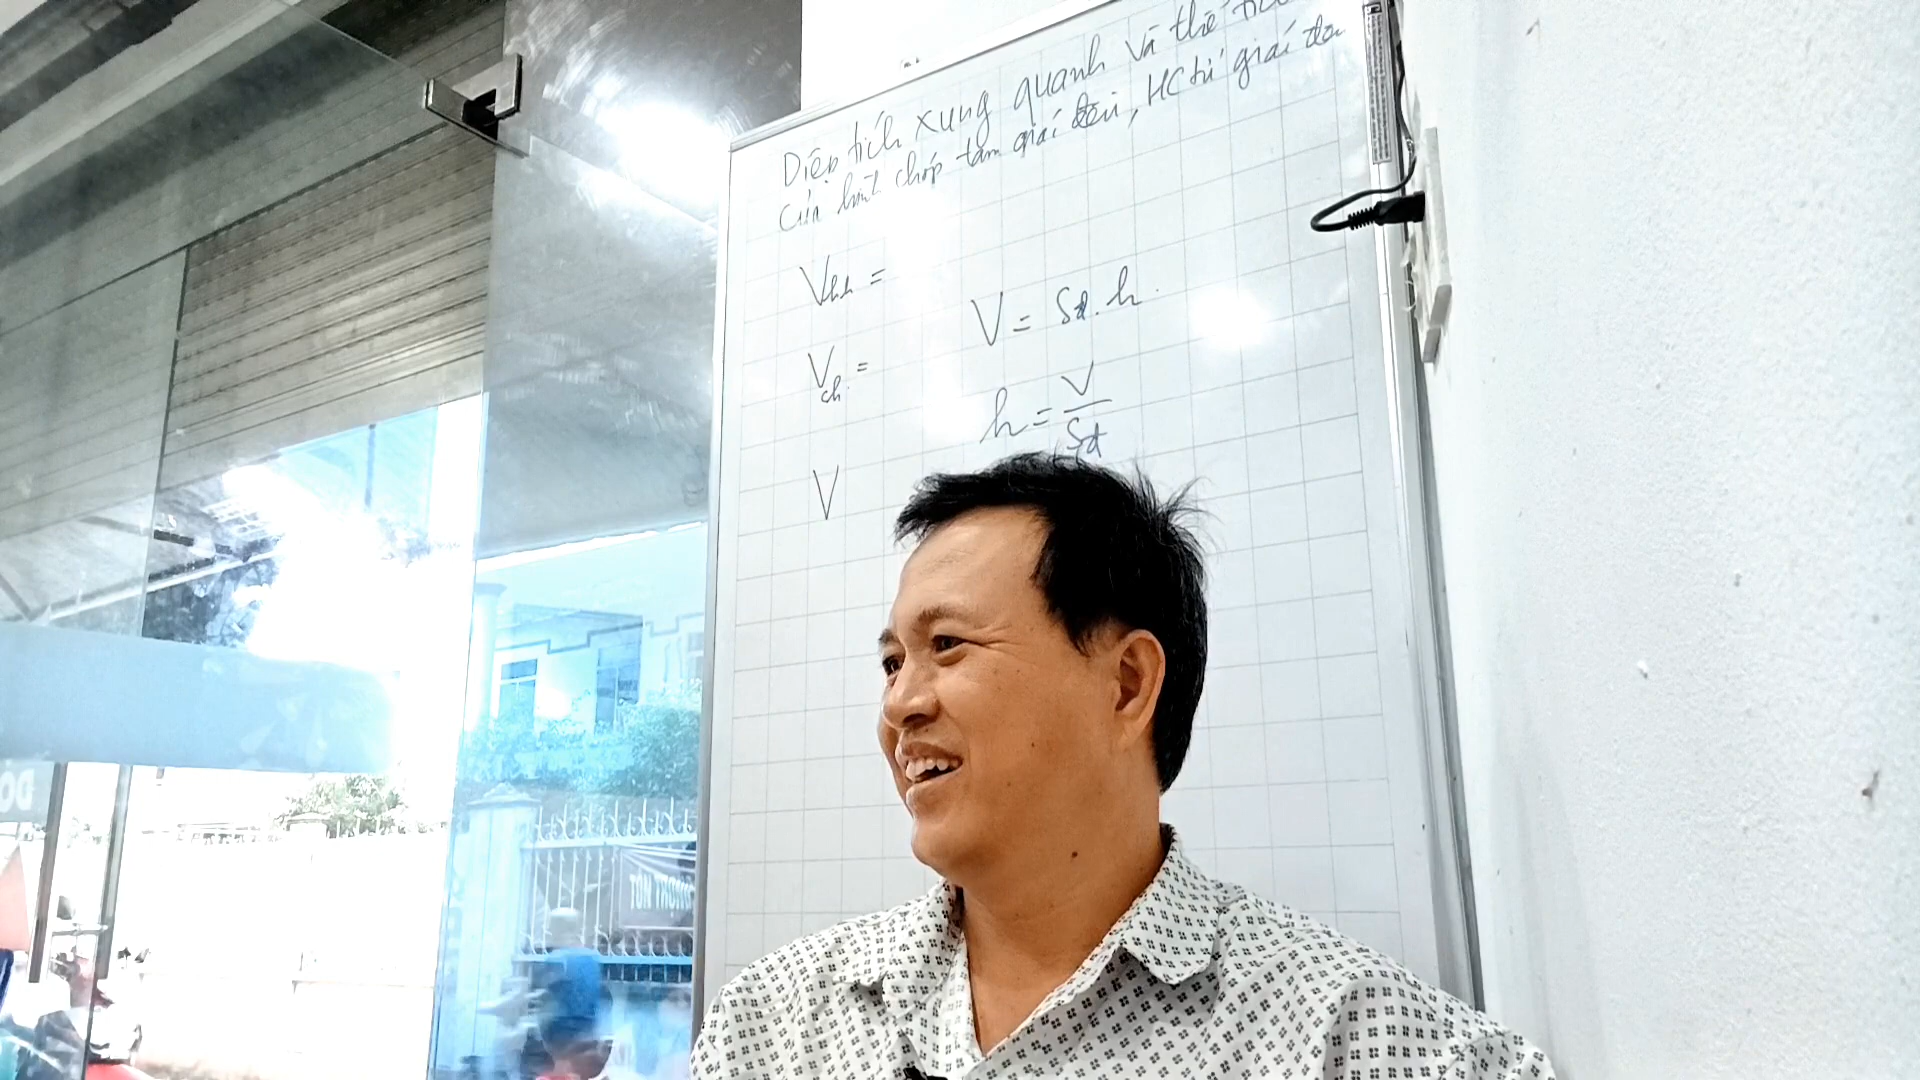 Diện tích xung quanh và thể tích
của hình chóp tam giác đều, HC tứ giác đều
V =
V = Sđ. h.
Vch. =
h = V / Sđ
V